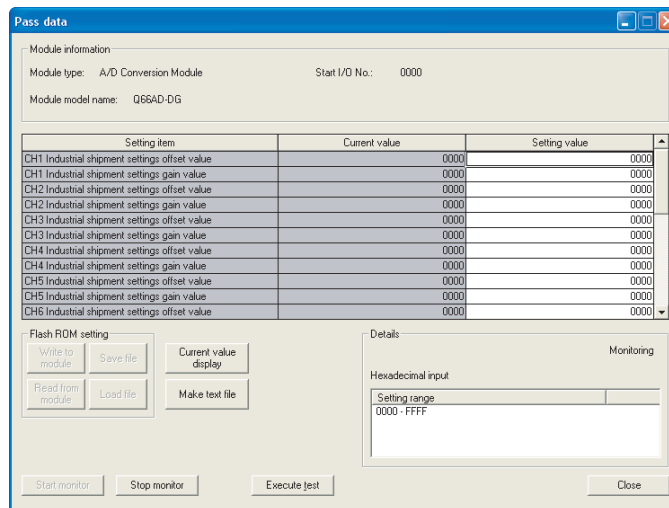 Pass data
Module information
Module type: A/D Conversion Module Start I/O No.: 0000
Module model name: Q66AD-DG
Setting item Current value Setting value
CH1 Industrial shipment settings offset value 0000 0000
CH1 Industrial shipment settings gain value 0000 0000
CH2 Industrial shipment settings offset value 0000 0000
CH2 Industrial shipment settings gain value 0000 0000
CH3 Industrial shipment settings offset value 0000 0000
CH3 Industrial shipment settings gain value 0000 0000
CH4 Industrial shipment settings offset value 0000 0000
CH4 Industrial shipment settings gain value 0000 0000
CH5 Industrial shipment settings offset value 0000 0000
CH5 Industrial shipment settings gain value 0000 0000
CH6 Industrial shipment settings offset value 0000 0000
Flash ROM setting
Write to
module
Save file
Current value
display
Read from
module
Load file
Make text file
Details
Monitoring
Hexadecimal input
Setting range
0000 - FFFF
Start monitor Stop monitor Execute test Close